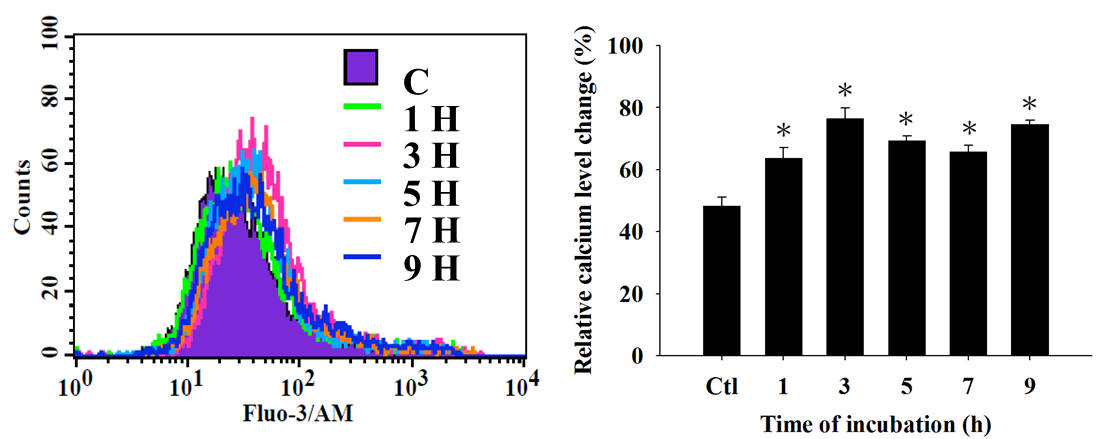 100
80
60
40
20
0
Counts
C
1 H
3 H
5 H
7 H
9 H
10^0 10^1 10^2 10^3 10^4
Fluo-3/AM
Relative calcium level change (%)
100
80
60
40
20
0
* * * * *
Ctl 1 3 5 7 9
Time of incubation (h)